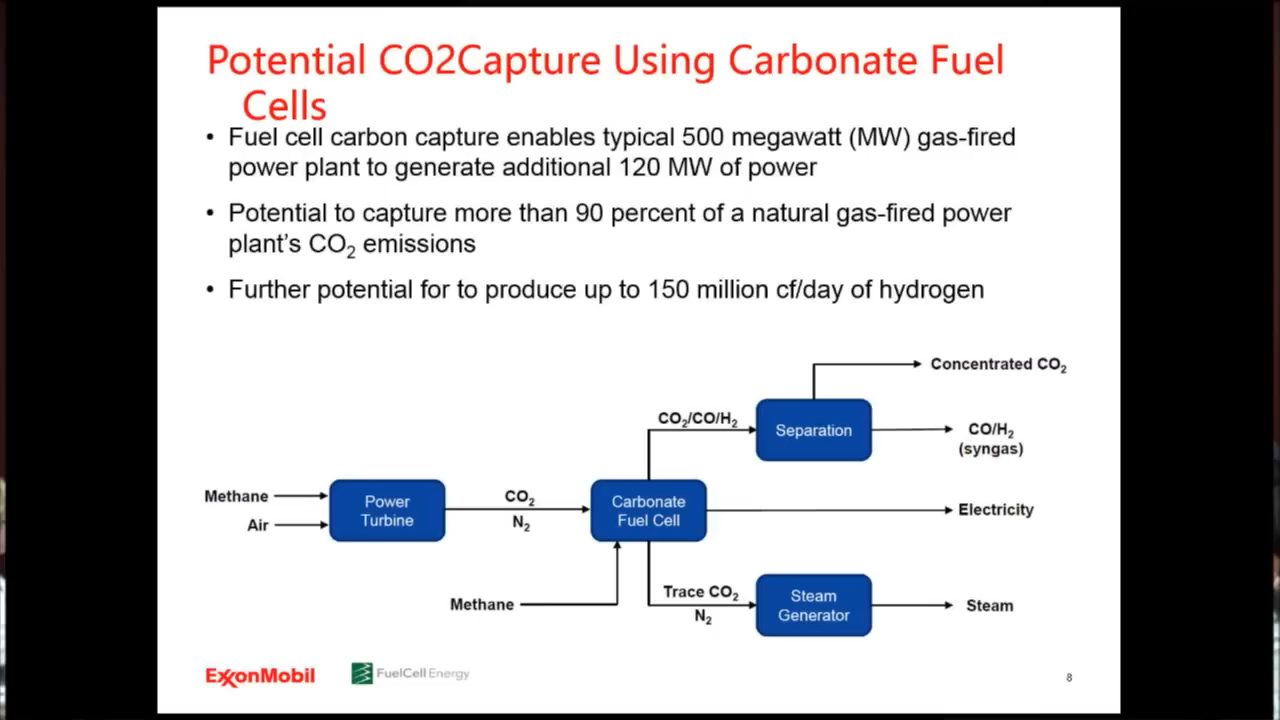 Potential CO2Capture Using Carbonate Fuel
Cells
• Fuel cell carbon capture enables typical 500 megawatt (MW) gas-fired
power plant to generate additional 120 MW of power
• Potential to capture more than 90 percent of a natural gas-fired power
plant's CO₂ emissions
• Further potential for to produce up to 150 million cf/day of hydrogen
Concentrated CO₂
CO₂/CO/H₂
Separation
CO/H₂
(syngas)
Methane
Air
Power
Turbine
CO₂
N₂
Carbonate
Fuel Cell
Electricity
Methane
Trace CO₂
N₂
Steam
Generator
Steam
ExxonMobil
FuelCell Energy
8